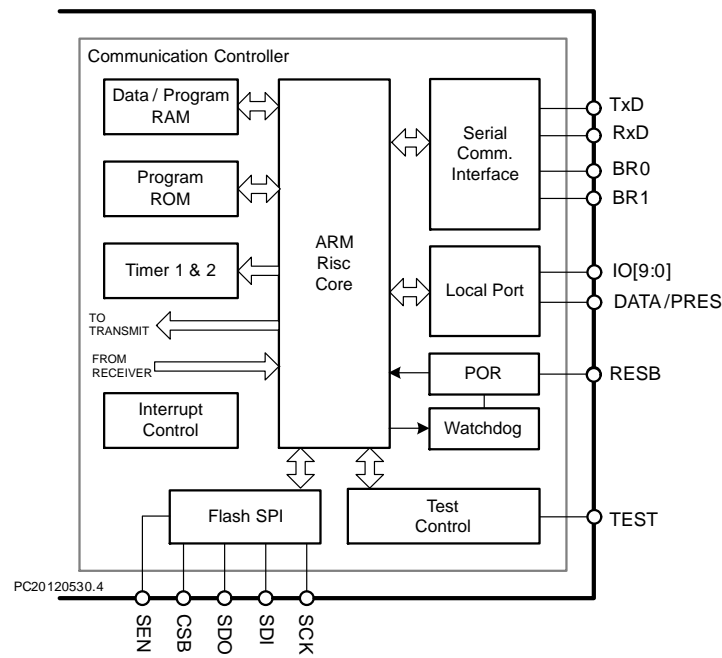 Communication Controller
Data / Program
RAM
Program
ROM
Timer 1 & 2
TO
TRANSMIT
FROM
RECEIVER
Interrupt
Control
ARM
Risc
Core
Serial
Comm.
Interface
Local Port
POR
Watchdog
Flash SPI
Test
Control
TxD
RxD
BR0
BR1
IO[9:0]
DATA/PRES
RESB
TEST
PC20120530.4
SEN
CSB
SDO
SDI
SCK